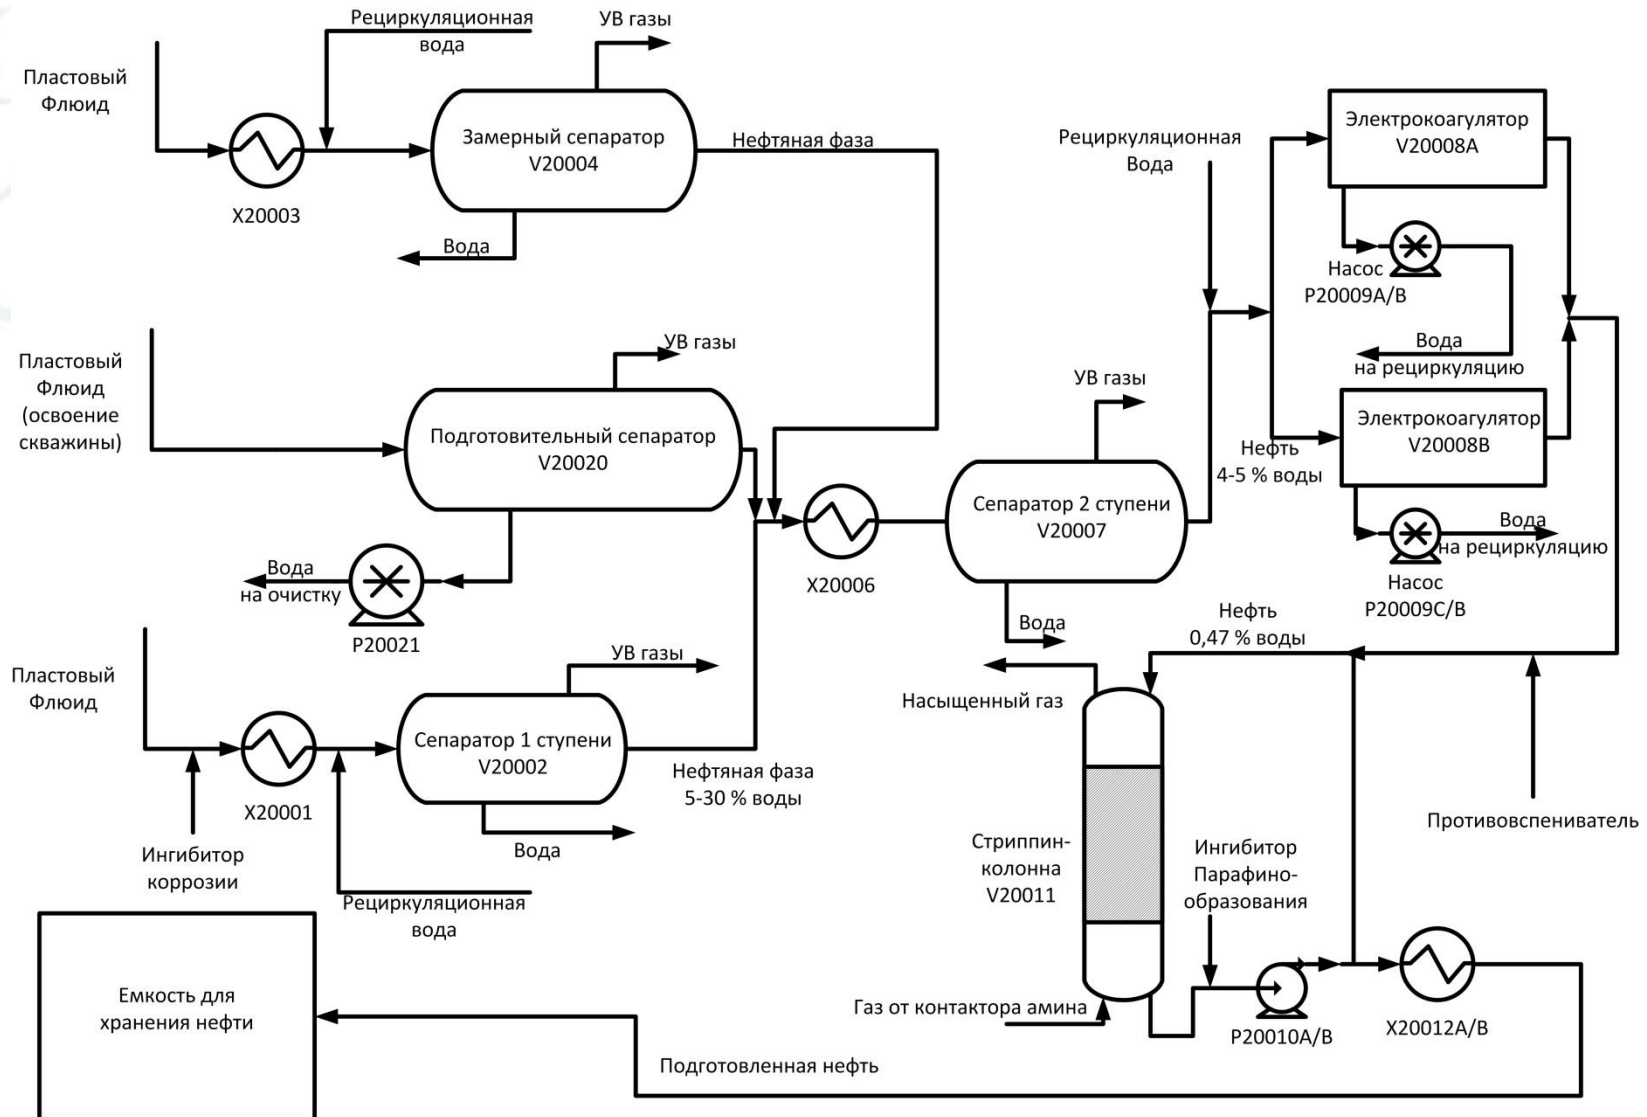 Рециркуляционная
вода
УВ газы
Пластовый
Флюид
Замерный сепаратор
V20004
Нефтяная фаза
X20003
Вода
Рециркуляционная
Вода
Электрокоагулятор
V20008A
Насос
P20009A/B
Вода
на рециркуляцию
Пластовый
Флюид
(освоение
скважины)
УВ газы
Подготовительный сепаратор
V20020
Вода
на очистку
P20021
X20006
УВ газы
Сепаратор 2 ступени
V20007
Вода
Нефть
4-5 % воды
Электрокоагулятор
V20008B
Вода
на рециркуляцию
Насос
P20009C/B
Пластовый
Флюид
УВ газы
Сепаратор 1 ступени
V20002
X20001
Нефтяная фаза
5-30 % воды
Вода
Ингибитор
коррозии
Рециркуляционная
вода
Нефть
0,47 % воды
Насыщенный газ
Стриппин-
колонна
V20011
Ингибитор
Парафино-
образования
Противовспениватель
Газ от контактора амина
P20010A/B
X20012A/B
Емкость для
хранения нефти
Подготовленная нефть